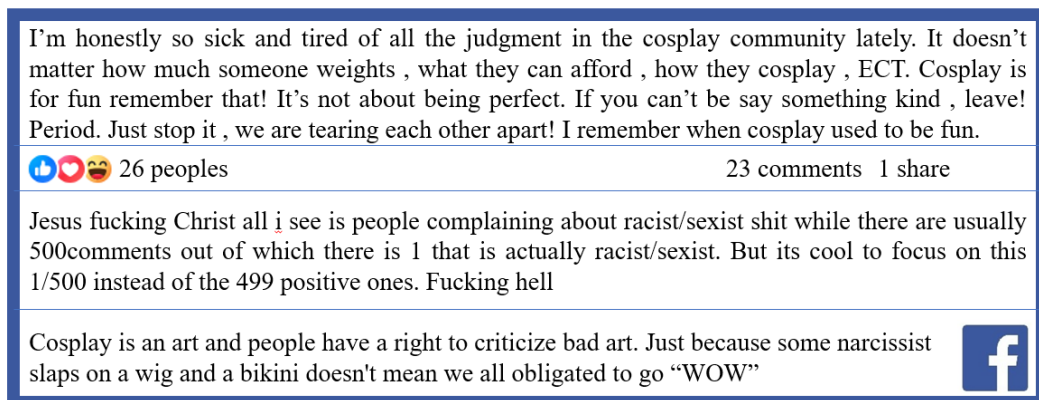 I’m honestly so sick and tired of all the judgment in the cosplay community lately. It doesn’t
matter how much someone weights , what they can afford , how they cosplay , ECT. Cosplay is
for fun remember that! It’s not about being perfect. If you can’t be say something kind , leave!
Period. Just stop it , we are tearing each other apart! I remember when cosplay used to be fun.
26 peoples 23 comments 1 share
Jesus fucking Christ all i see is people complaining about racist/sexist shit while there are usually
500comments out of which there is 1 that is actually racist/sexist. But its cool to focus on this
1/500 instead of the 499 positive ones. Fucking hell
Cosplay is an art and people have a right to criticize bad art. Just because some narcissist
slaps on a wig and a bikini doesn't mean we all obligated to go “WOW”
f